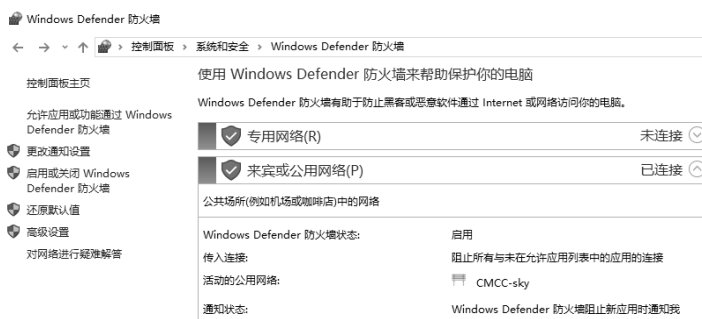 Windows Defender 防火墙
控制面板 › 系统和安全 › Windows Defender 防火墙
控制面板主页
允许应用或功能通过 Windows
Defender 防火墙
更改通知设置
启用或关闭 Windows
Defender 防火墙
还原默认值
高级设置
对网络进行疑难解答
使用 Windows Defender 防火墙来帮助保护你的电脑
Windows Defender 防火墙有助于防止黑客或恶意软件通过 Internet 或网络访问你的电脑。
专用网络(R) 未连接
来宾或公用网络(P) 已连接
公共场所(例如机场或咖啡店)中的网络
Windows Defender 防火墙状态: 启用
传入连接: 阻止所有与未在允许应用列表中的应用的连接
活动的公用网络: CMCC-sky
通知状态: Windows Defender 防火墙阻止新应用时通知我